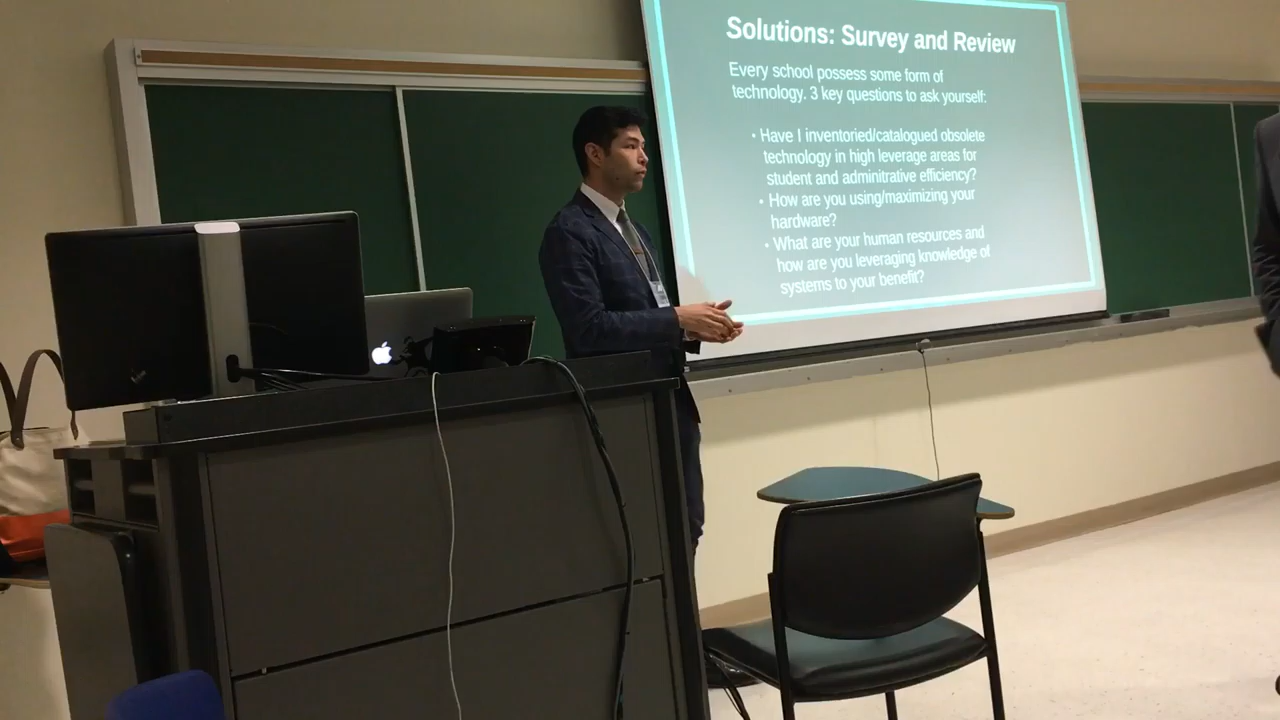 Solutions: Survey and Review
Every school possess some form of
technology. 3 key questions to ask yourself:
• Have I inventoried/catalogued obsolete
technology in high leverage areas for
student and adminitrative efficiency?
• How are you using/maximizing your
hardware?
• What are your human resources and
how are you leveraging knowledge of
systems to your benefit?